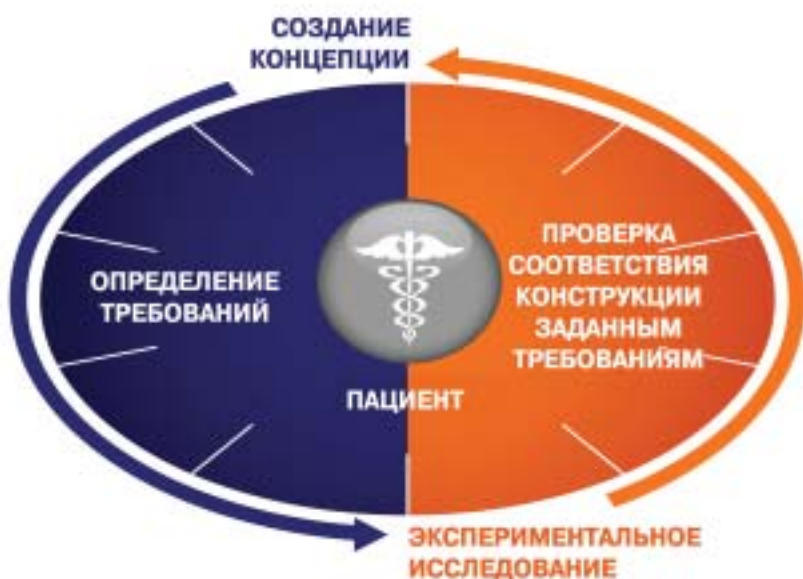 СОЗДАНИЕ
КОНЦЕПЦИИ
ОПРЕДЕЛЕНИЕ
ТРЕБОВАНИЙ
ПРОВЕРКА
СООТВЕТСТВИЯ
КОНСТРУКЦИИ
ЗАДАННЫМ
ТРЕБОВАНИЯМ
ПАЦИЕНТ
ЭКСПЕРИМЕНТАЛЬНОЕ
ИССЛЕДОВАНИЕ